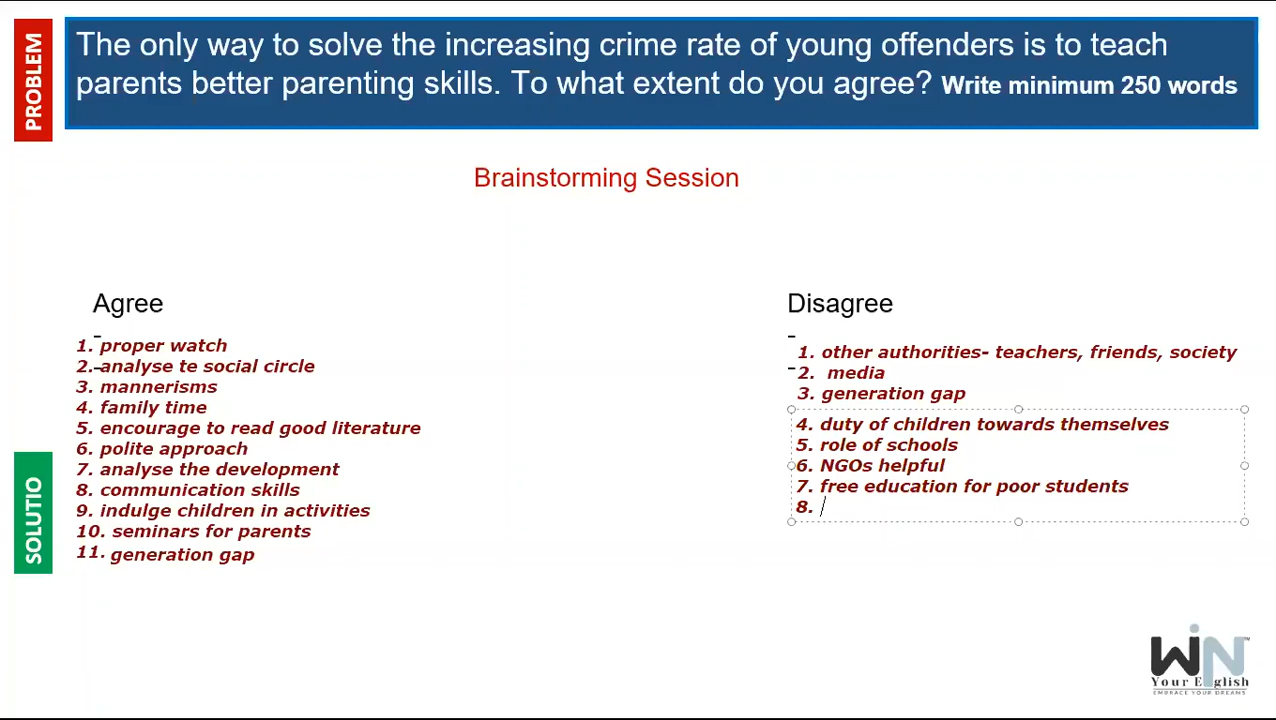 PROBLEM
The only way to solve the increasing crime rate of young offenders is to teach
parents better parenting skills. To what extent do you agree? Write minimum 250 words
Brainstorming Session
Agree
1. proper watch
2. analyse te social circle
3. mannerisms
4. family time
5. encourage to read good literature
6. polite approach
7. analyse the development
8. communication skills
9. indulge children in activities
10. seminars for parents
11. generation gap
Disagree
1. other authorities- teachers, friends, society
2. media
3. generation gap
4. duty of children towards themselves
5. role of schools
6. NGOs helpful
7. free education for poor students
8.
SOLUTIO
WiN
Your English
EMBRACE YOUR DREAMS